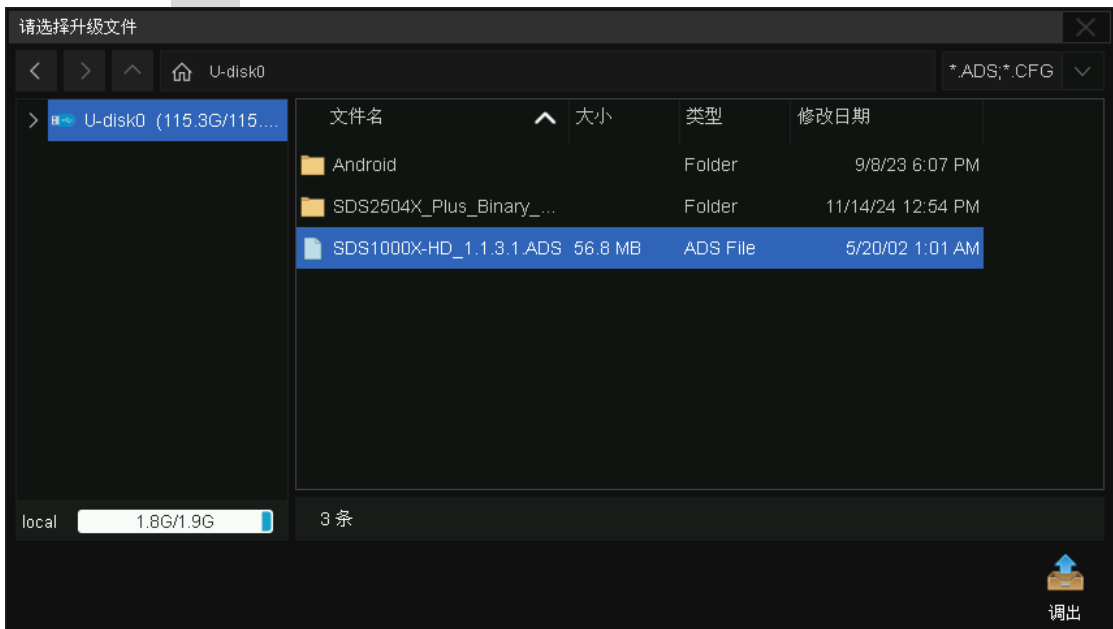 请选择升级文件
U-disk0 *.ADS;*.CFG
U-disk0 (115.3G/115.... 文件名 大小 类型 修改日期
Android Folder 9/8/23 6:07 PM
SDS2504X_Plus_Binary_... Folder 11/14/24 12:54 PM
SDS1000X-HD_1.1.3.1.ADS 56.8 MB ADS File 5/20/02 1:01 AM
local 1.8G/1.9G 3 条
调出